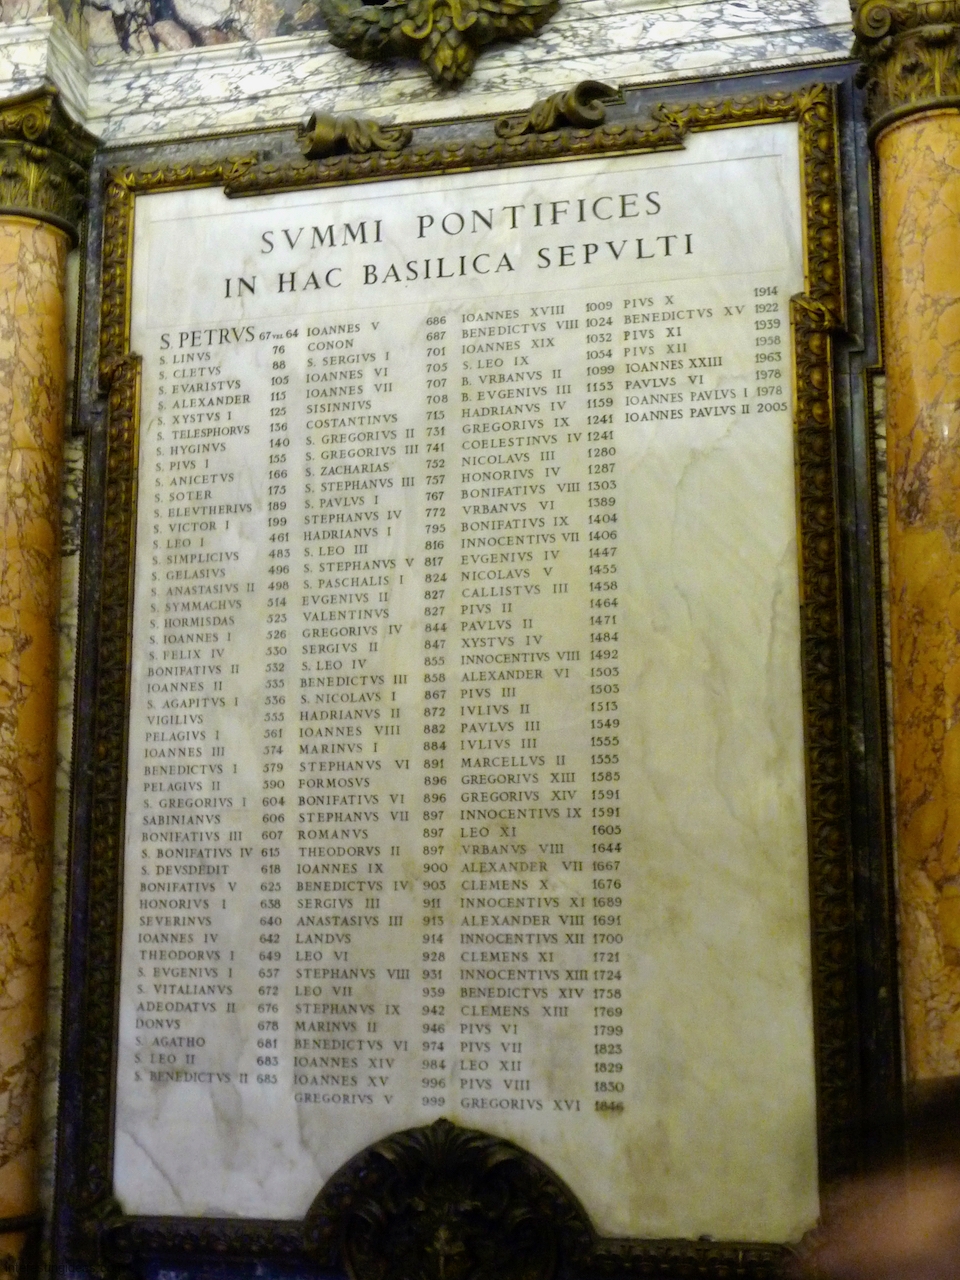 SVMMI PONTIFICES
IN HAC BASILICA SEPVLTI
S. PETRVS 67 VEL 64
S. LINVS 76
S. CLETVS 88
S. EVARISTVS 105
S. ALEXANDER 115
S. XYSTVS I 125
S. TELESPHORVS 136
S. HYGINVS 140
S. PIVS I 155
S. ANICETVS 166
S. SOTER 175
S. ELEVTHERIVS 189
S. VICTOR I 199
S. LEO I 461
S. SIMPLICIVS 483
S. GELASIVS 496
S. ANASTASIVS II 498
S. SYMMACHVS 514
S. HORMISDAS 523
S. IOANNES I 526
S. FELIX IV 530
BONIFATIVS II 532
IOANNES II 535
S. AGAPITVS I 536
VIGILIVS 555
PELAGIVS I 561
IOANNES III 574
BENEDICTVS I 579
PELAGIVS II 590
S. GREGORIVS I 604
SABINIANVS 606
BONIFATIVS III 607
S. BONIFATIVS IV 615
S. DEVSDEDIT 618
BONIFATIVS V 625
HONORIVS I 638
SEVERINVS 640
IOANNES IV 642
THEODORVS I 649
S. EVGENIVS I 657
S. VITALIANVS 672
ADEODATVS II 676
DONVS 678
S. AGATHO 681
S. LEO II 683
S. BENEDICTVS II 685
IOANNES V 686
CONON 687
S. SERGIVS I 701
IOANNES VI 705
IOANNES VII 707
SISINNIVS 708
COSTANTINVS 715
S. GREGORIVS II 731
S. GREGORIVS III 741
S. ZACHARIAS 752
S. STEPHANVS III 757
S. PAVLVS I 767
STEPHANVS IV 772
HADRIANVS I 795
S. LEO III 816
S. STEPHANVS V 817
S. PASCHALIS I 824
EVGENIVS II 827
VALENTINVS 827
GREGORIVS IV 844
SERGIVS II 847
S. LEO IV 855
BENEDICTVS III 858
S. NICOLAVS I 867
HADRIANVS II 872
IOANNES VIII 882
MARINVS I 884
STEPHANVS VI 891
FORMOSVS 896
BONIFATIVS VI 896
STEPHANVS VII 897
ROMANVS 897
THEODORVS II 897
IOANNES IX 900
BENEDICTVS IV 903
SERGIVS III 911
ANASTASIVS III 913
LANDVS 914
LEO VI 928
STEPHANVS VIII 931
LEO VII 939
STEPHANVS IX 942
MARINVS II 946
BENEDICTVS VI 974
IOANNES XIV 984
IOANNES XV 996
GREGORIVS V 999
IOANNES XVIII 1009
BENEDICTVS VIII 1024
IOANNES XIX 1032
S. LEO IX 1054
B. VRBANVS II 1099
B. EVGENIVS III 1153
HADRIANVS IV 1159
GREGORIVS IX 1241
COELESTINVS IV 1241
NICOLAVS III 1280
HONORIVS IV 1287
BONIFATIVS VIII 1303
VRBANVS VI 1389
BONIFATIVS IX 1404
INNOCENTIVS VII 1406
EVGENIVS IV 1447
NICOLAVS V 1455
CALLISTVS III 1458
PIVS II 1464
PAVLVS II 1471
XYSTVS IV 1484
INNOCENTIVS VIII 1492
ALEXANDER VI 1503
PIVS III 1503
IVLIVS II 1513
PAVLVS III 1549
IVLIVS III 1555
MARCELLVS II 1555
GREGORIVS XIII 1585
GREGORIVS XIV 1591
INNOCENTIVS IX 1591
LEO XI 1605
VRBANVS VIII 1644
ALEXANDER VII 1667
CLEMENS X 1676
INNOCENTIVS XI 1689
ALEXANDER VIII 1691
INNOCENTIVS XII 1700
CLEMENS XI 1721
INNOCENTIVS XIII 1724
BENEDICTVS XIV 1758
CLEMENS XIII 1769
PIVS VI 1799
PIVS VII 1823
LEO XII 1829
PIVS VIII 1830
GREGORIVS XVI 1846
PIVS X 1914
BENEDICTVS XV 1922
PIVS XI 1939
PIVS XII 1958
IOANNES XXIII 1963
PAVLVS VI 1978
IOANNES PAVLVS I 1978
IOANNES PAVLVS II 2005